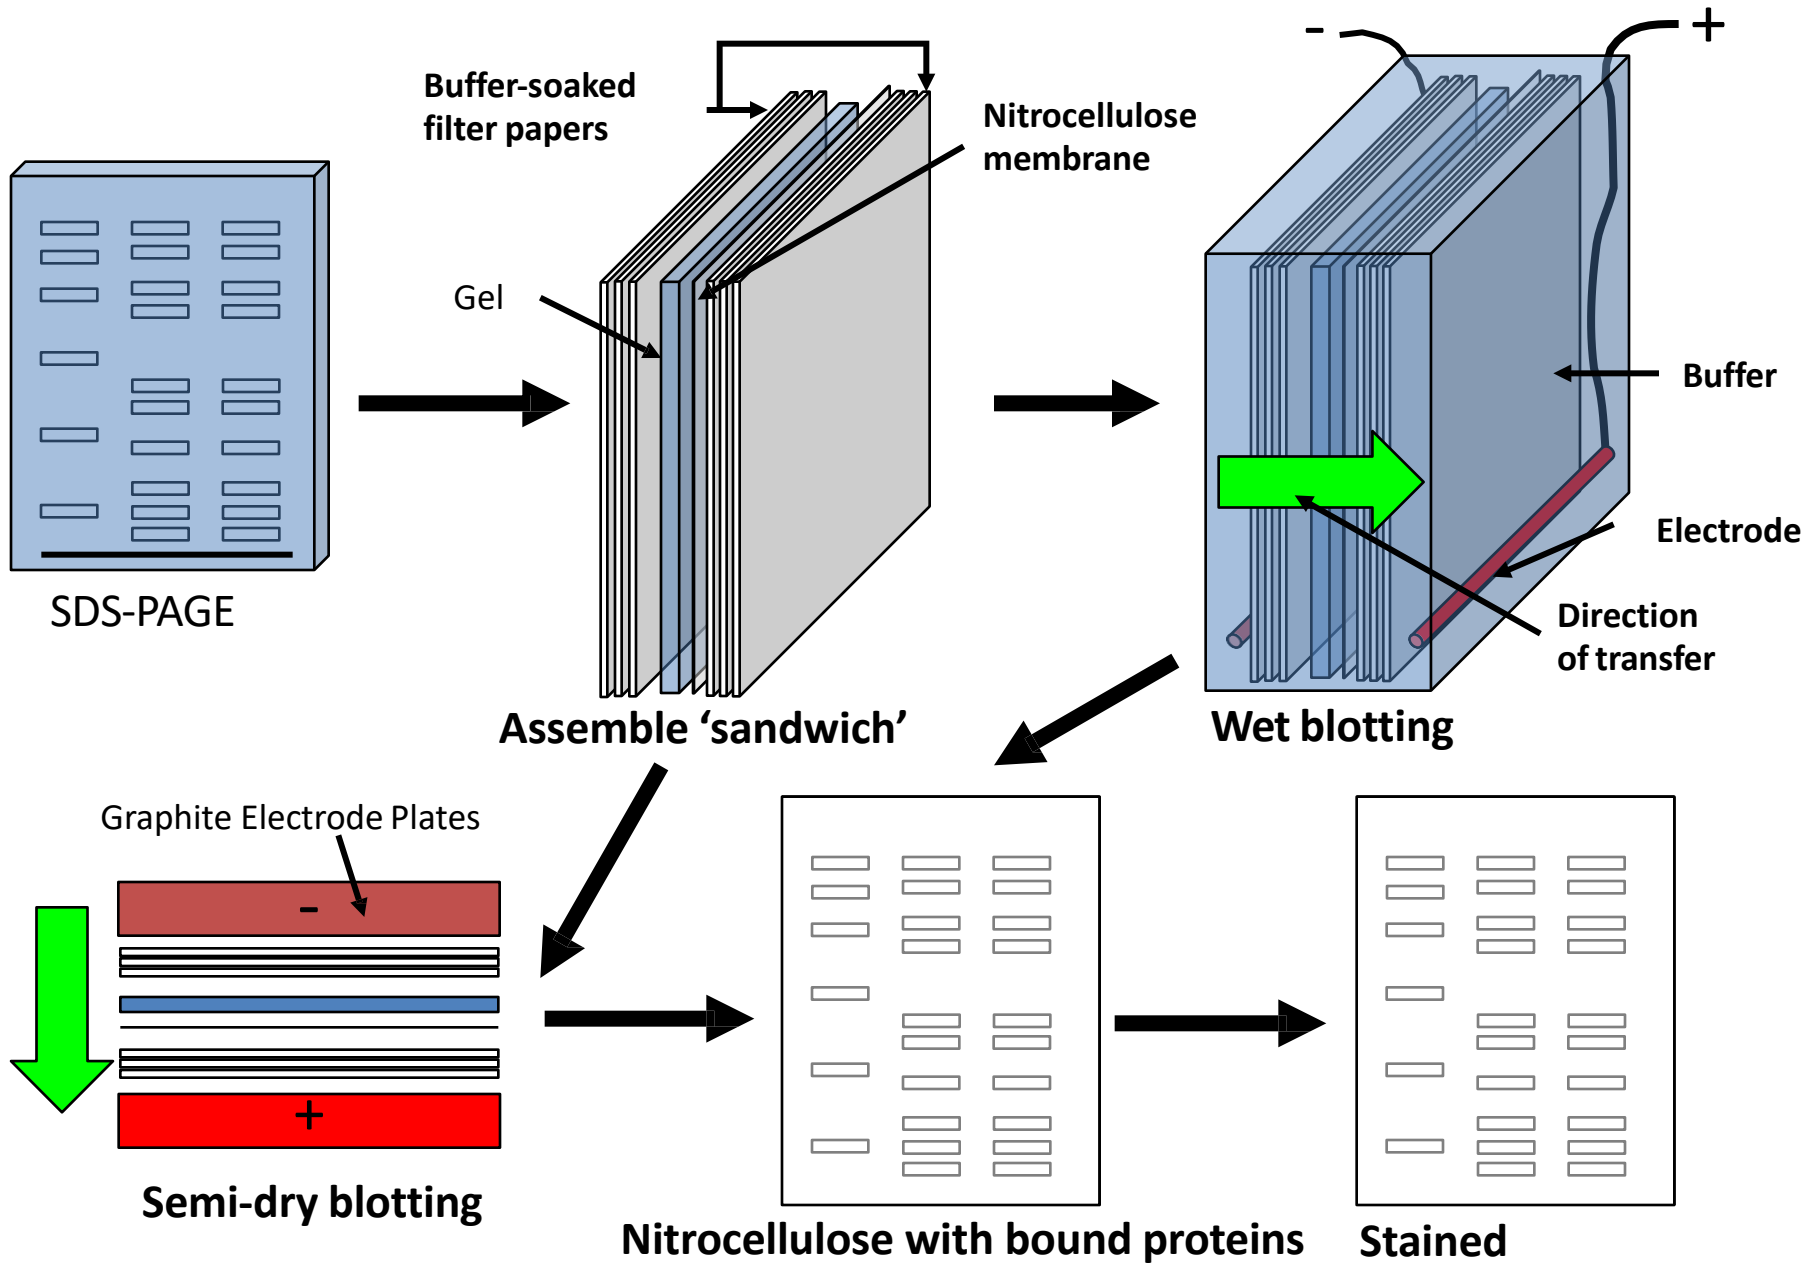 - +
Buffer-soaked
filter papers
Nitrocellulose
membrane
Gel
Buffer
Electrode
Direction
of transfer
SDS-PAGE
Assemble ‘sandwich’
Wet blotting
Graphite Electrode Plates
-
+
Semi-dry blotting
Nitrocellulose with bound proteins
Stained